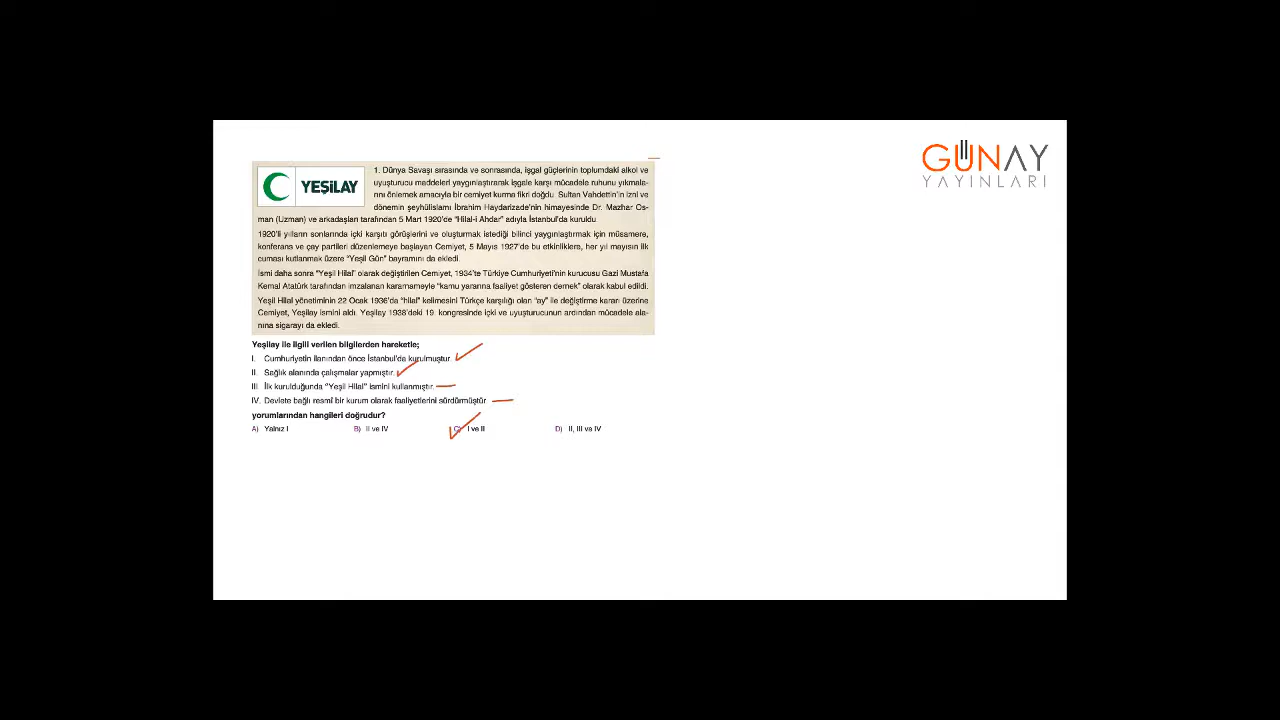 GÜNAY
YAYINLARI
YEŞİLAY
1. Dünya Savaşı sırasında ve sonrasında, işgal güçlerinin toplumdaki alkol ve
uyuşturucu maddeleri yaygınlaştırarak işgale karşı mücadele ruhunu yıkmala-
rını önlemek amacıyla bir cemiyet kurma fikri doğdu. Sultan Vahdettin'in izni ve
dönemin şeyhülislamı İbrahim Haydarizade'nin himayesinde Dr. Mazhar Os-
man (Uzman) ve arkadaşları tarafından 5 Mart 1920'de "Hilal-i Ahdar" adıyla İstanbul'da kuruldu.
1920'li yılların sonlarında içki karşıtı görüşlerini ve oluşturmak istediği bilinci yaygınlaştırmak için müsamere,
konferans ve çay partileri düzenlemeye başlayan Cemiyet, 5 Mayıs 1927'de bu etkinliklere, her yıl mayısın ilk
cuması kutlanmak üzere "Yeşil Gün" bayramını da ekledi.
İsmi daha sonra "Yeşil Hilal" olarak değiştirilen Cemiyet, 1934'te Türkiye Cumhuriyeti'nin kurucusu Gazi Mustafa
Kemal Atatürk tarafından imzalanan kararnameyle "kamu yararına faaliyet gösteren dernek" olarak kabul edildi.
Yeşil Hilal yönetiminin 22 Ocak 1936'da "hilal" kelimesini Türkçe karşılığı olan "ay" ile değiştirme kararı üzerine
Cemiyet, Yeşilay ismini aldı. Yeşilay 1938'deki 19. kongresinde içki ve uyuşturucunun ardından mücadele ala-
nına sigarayı da ekledi.
Yeşilay ile ilgili verilen bilgilerden hareketle;
I. Cumhuriyetin ilanından önce İstanbul'da kurulmuştur.
II. Sağlık alanında çalışmalar yapmıştır.
III. İlk kurulduğunda "Yeşil Hilal" ismini kullanmıştır.
IV. Devlete bağlı resmî bir kurum olarak faaliyetlerini sürdürmüştür
yorumlarından hangileri doğrudur?
A) Yalnız I B) II ve IV C) I ve II D) II, III ve IV